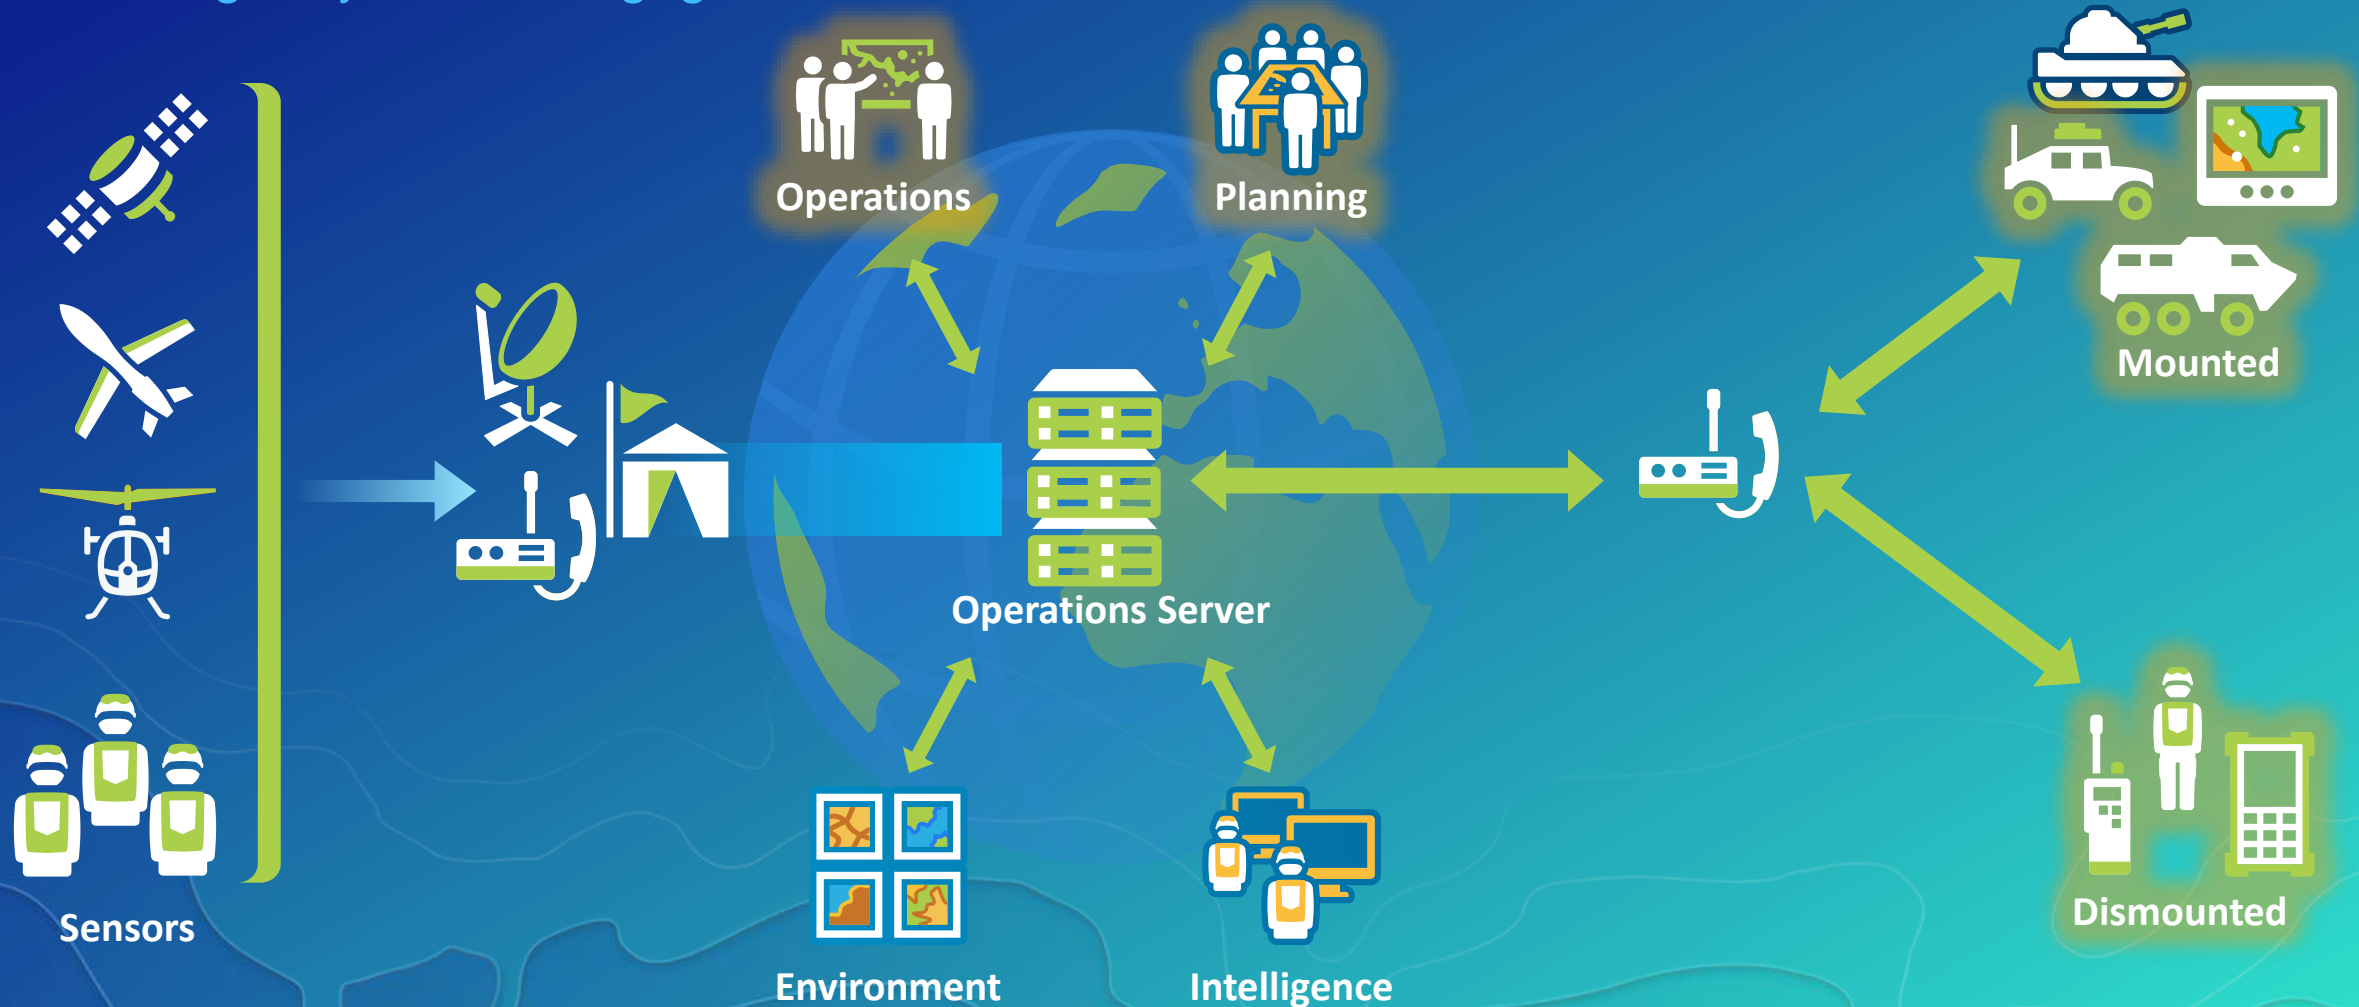 Operations
Planning
Mounted
Operations Server
Sensors
Dismounted
Environment
Intelligence